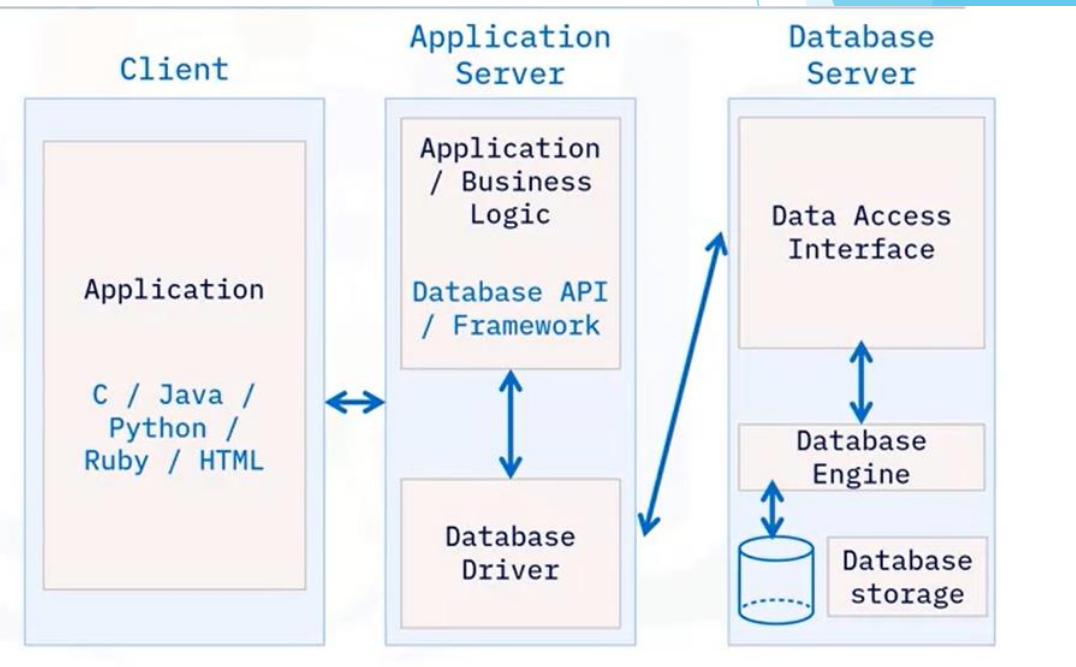 Client
Application
C / Java /
Python /
Ruby / HTML
Application
Server
Application
/ Business
Logic
Database API
/ Framework
Database
Driver
Database
Server
Data Access
Interface
Database
Engine
Database
storage